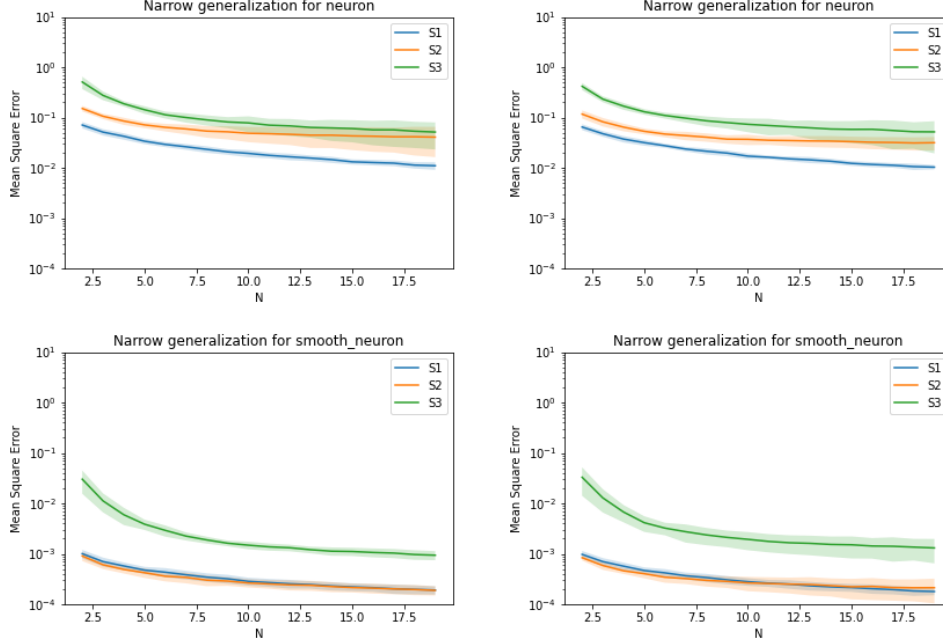 Narrow generalization for neuron
10^1
10^0
10^-1
10^-2
10^-3
10^-4
Mean Square Error
S1
S2
S3
2.5 5.0 7.5 10.0 12.5 15.0 17.5
N
Narrow generalization for neuron
10^1
10^0
10^-1
10^-2
10^-3
10^-4
Mean Square Error
S1
S2
S3
2.5 5.0 7.5 10.0 12.5 15.0 17.5
N
Narrow generalization for smooth_neuron
10^1
10^0
10^-1
10^-2
10^-3
10^-4
Mean Square Error
S1
S2
S3
2.5 5.0 7.5 10.0 12.5 15.0 17.5
N
Narrow generalization for smooth_neuron
10^1
10^0
10^-1
10^-2
10^-3
10^-4
Mean Square Error
S1
S2
S3
2.5 5.0 7.5 10.0 12.5 15.0 17.5
N